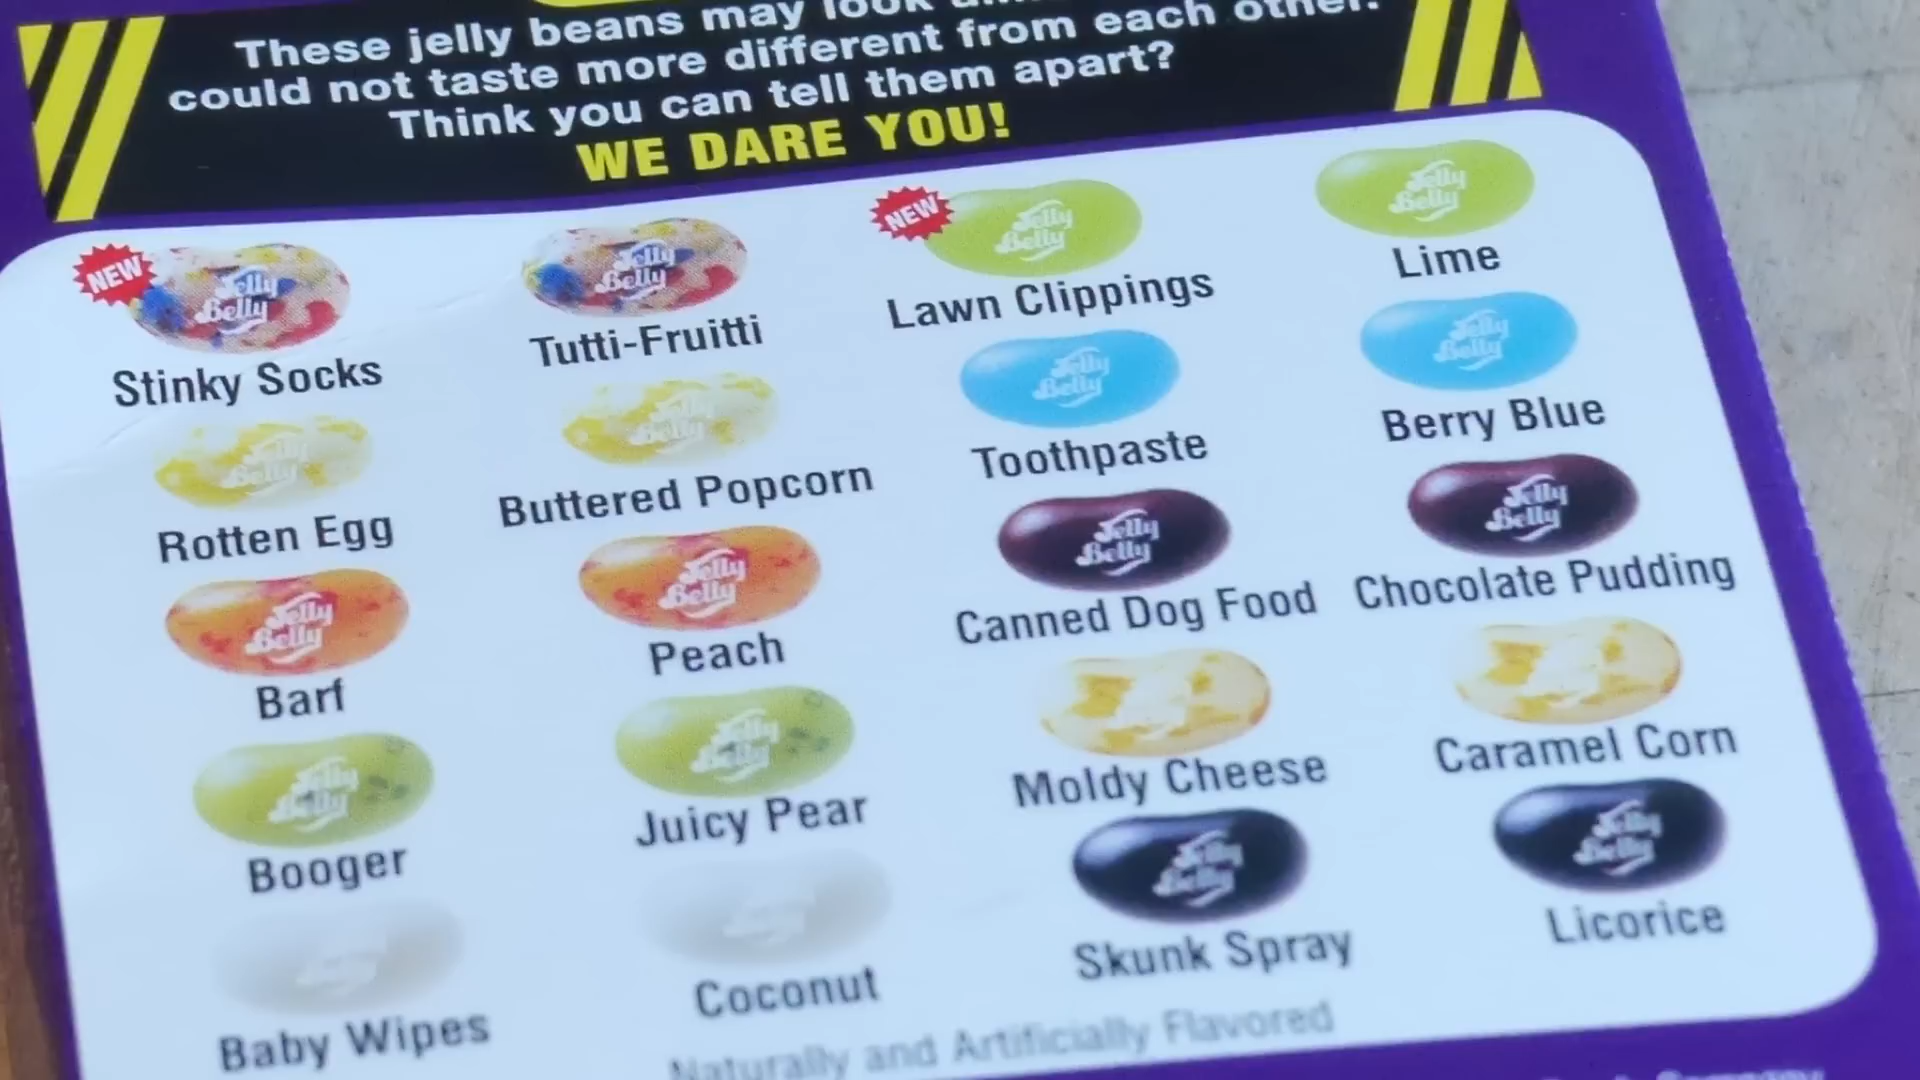 These jelly beans may look
could not taste more different from each other.
Think you can tell them apart?
WE DARE YOU!
NEW
NEW
Stinky Socks
Tutti-Fruitti
Lawn Clippings
Lime
Rotten Egg
Buttered Popcorn
Toothpaste
Berry Blue
Barf
Peach
Canned Dog Food
Chocolate Pudding
Booger
Juicy Pear
Moldy Cheese
Caramel Corn
Baby Wipes
Coconut
Skunk Spray
Licorice
Naturally and Artificially Flavored